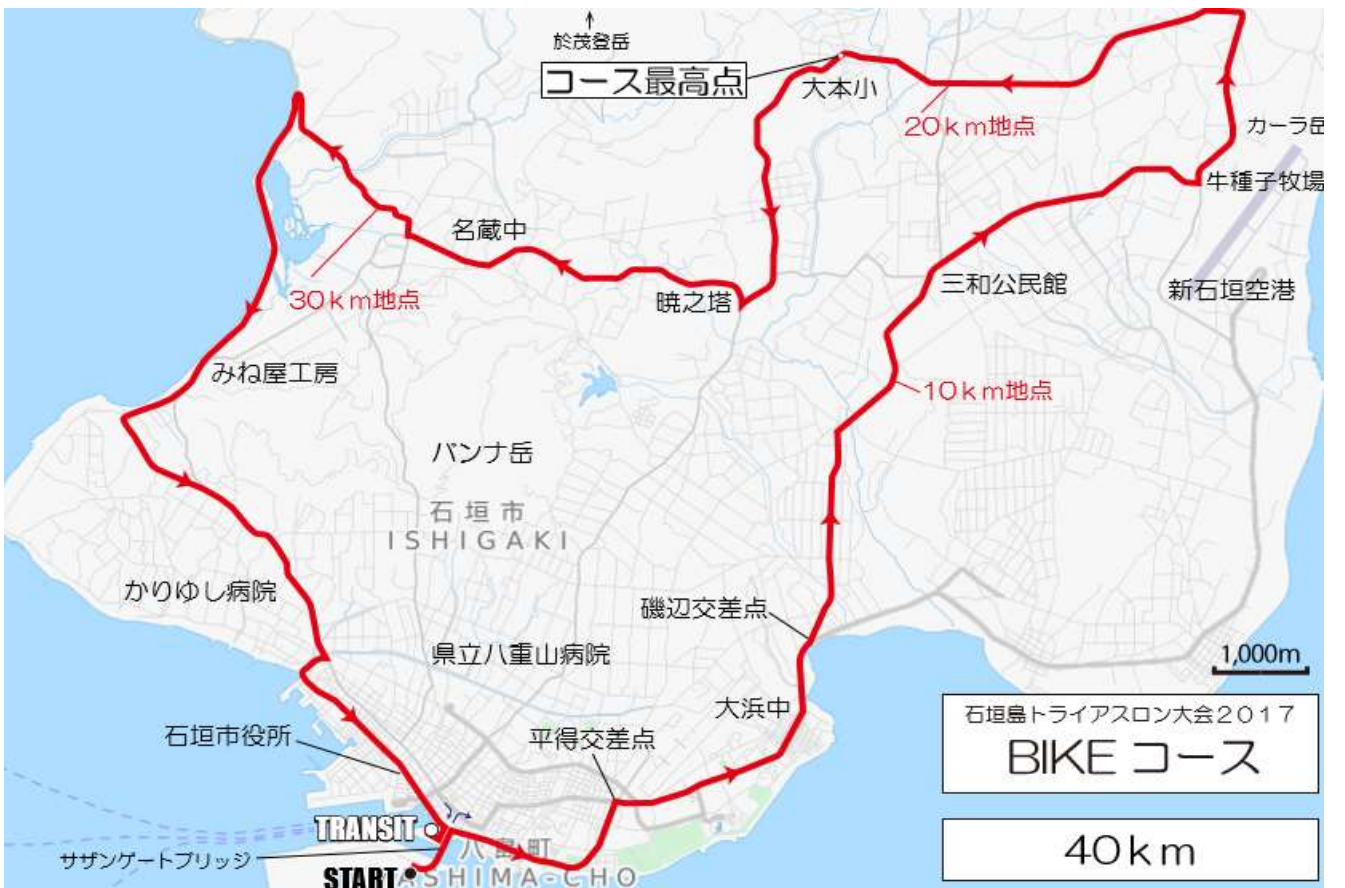 於茂登岳
コース最高点
大本小
20km地点
カーラ岳
牛種子牧場
名蔵中
30km地点
暁之塔
三和公民館
新石垣空港
みね屋工房
10km地点
バンナ岳
石垣市
ISHIGAKI
かりゆし病院
磯辺交差点
県立八重山病院
1,000m
大浜中
石垣島トライアスロン大会2017
BIKE コース
石垣市役所
平得交差点
TRANSIT
サザンゲートブリッジ
八島町
START
ASHIMA-CHO
40km